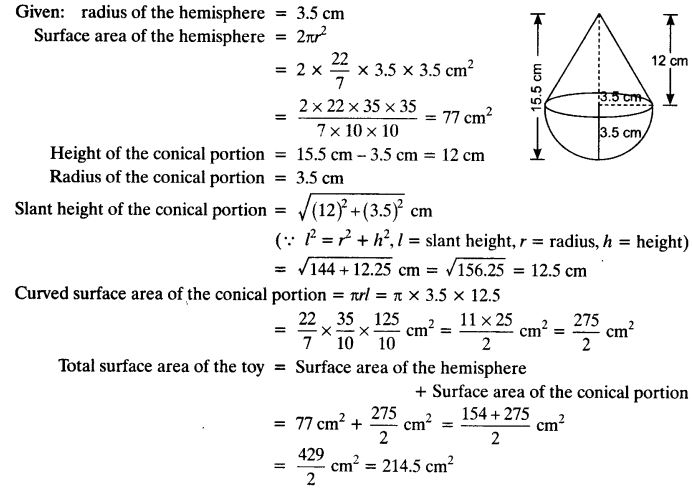 Given: radius of the hemisphere = 3.5 cm
Surface area of the hemisphere = 2πr²
= 2 × 22/7 × 3.5 × 3.5 cm²
= (2 × 22 × 35 × 35)/(7 × 10 × 10) = 77 cm²
Height of the conical portion = 15.5 cm – 3.5 cm = 12 cm
Radius of the conical portion = 3.5 cm
Slant height of the conical portion = √((12)² + (3.5)²) cm
(∵ l² = r² + h², l = slant height, r = radius, h = height)
= √(144 + 12.25) cm = √156.25 = 12.5 cm
Curved surface area of the conical portion = πrl = π × 3.5 × 12.5
= 22/7 × 35/10 × 125/10 cm² = (11 × 25)/2 cm² = 275/2 cm²
Total surface area of the toy = Surface area of the hemisphere
+ Surface area of the conical portion
= 77 cm² + 275/2 cm² = (154 + 275)/2 cm²
= 429/2 cm² = 214.5 cm²
15.5 cm
12 cm
3.5 cm
3.5 cm